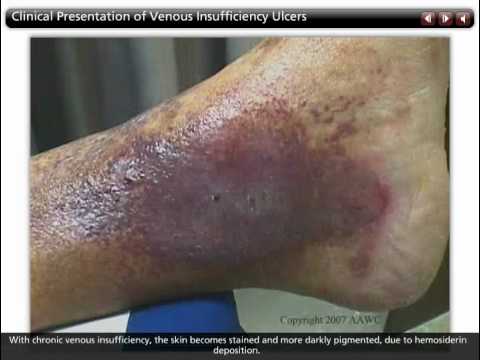 Clinical Presentation of Venous Insufficiency Ulcers
Copyright 2007 AAWC
With chronic venous insufficiency, the skin becomes stained and more darkly pigmented, due to hemosiderin
deposition.